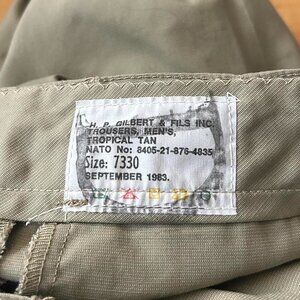 H. P. GILBERT & FILS INC.
TROUSERS, MEN'S,
TROPICAL TAN
NATO No: 8405-21-876-4835
Size: 7330
SEPTEMBER 1983.